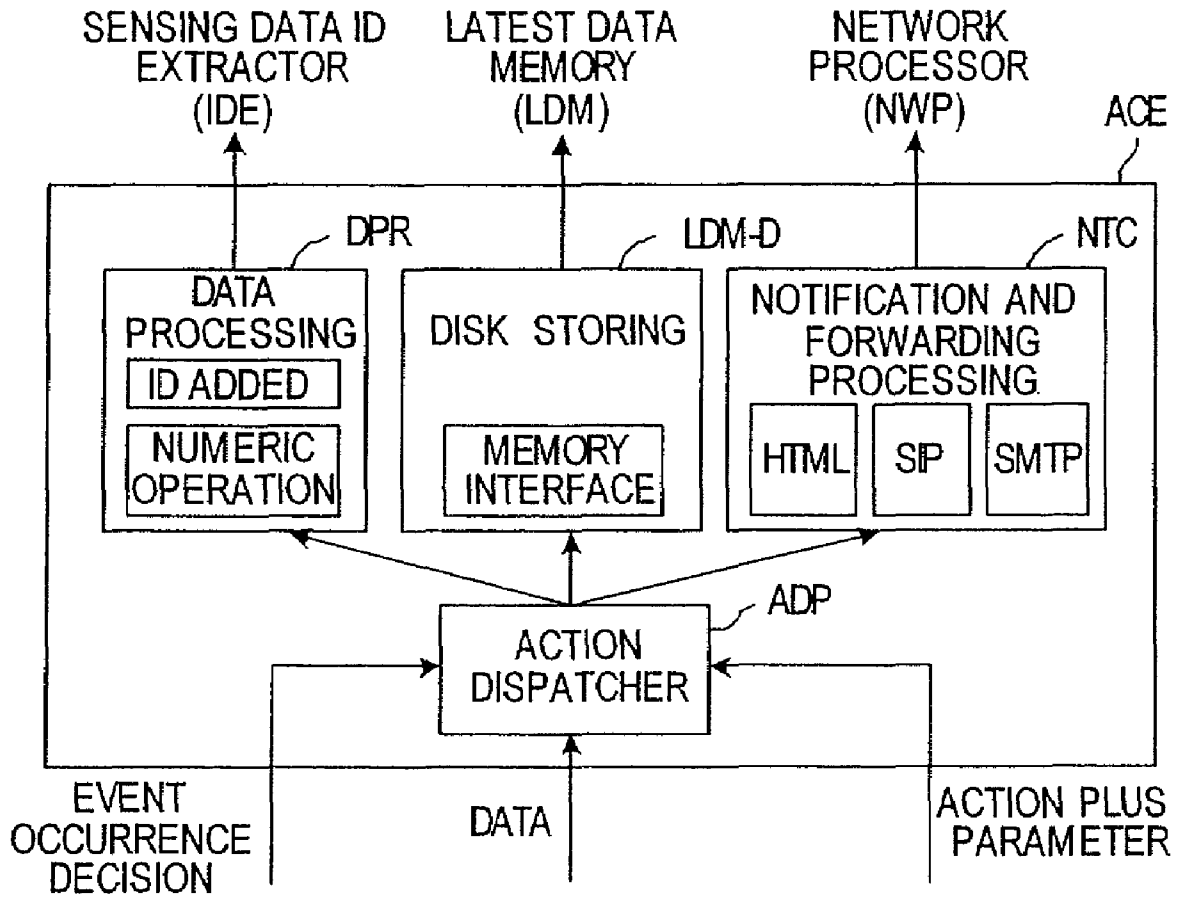 SENSING DATA ID
EXTRACTOR
(IDE)
LATEST DATA
MEMORY
(LDM)
NETWORK
PROCESSOR
(NWP)
ACE
DPR
LDM-D
NTC
DATA
PROCESSING
ID ADDED
NUMERIC
OPERATION
DISK STORING
MEMORY
INTERFACE
NOTIFICATION AND
FORWARDING
PROCESSING
HTML
SIP
SMTP
ADP
ACTION
DISPATCHER
EVENT
OCCURRENCE
DECISION
DATA
ACTION PLUS
PARAMETER